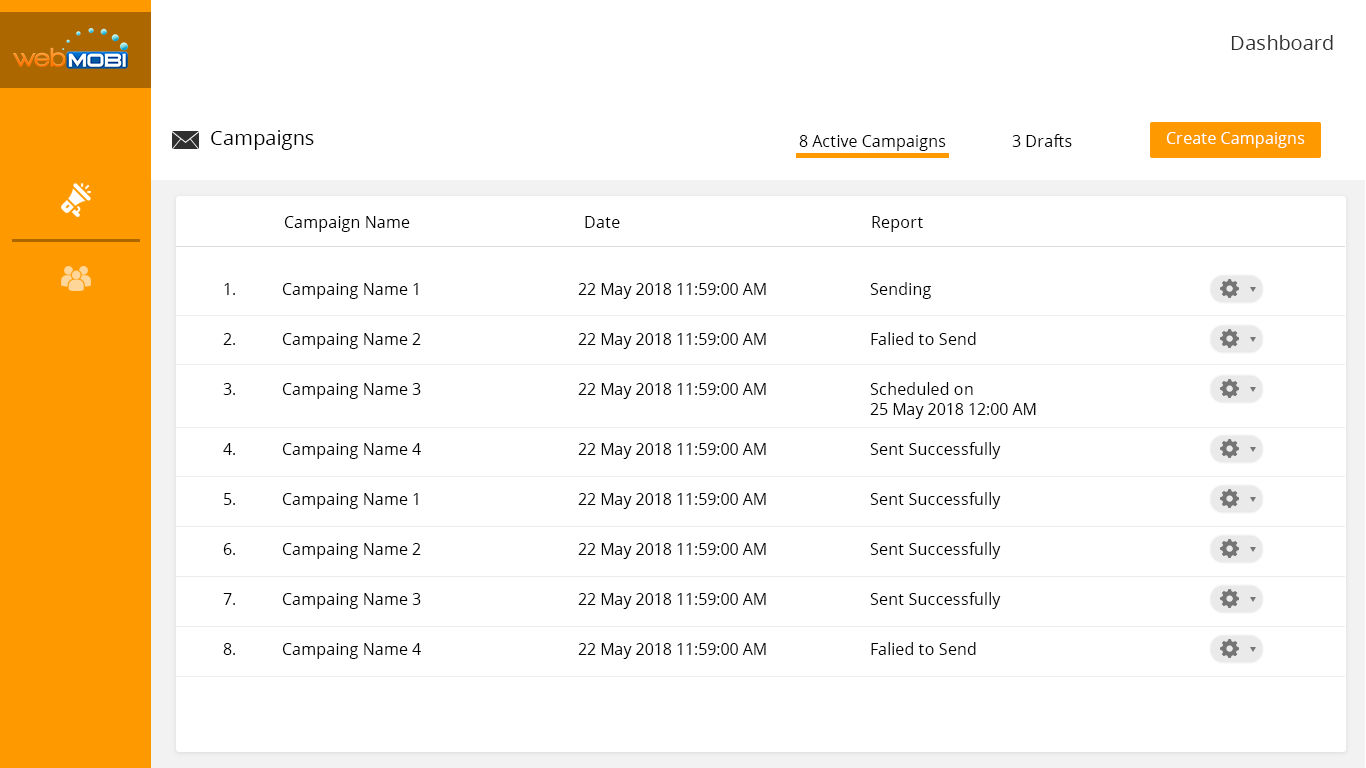 webMOBI
Dashboard
Campaigns
8 Active Campaigns
3 Drafts
Create Campaigns
Campaign Name Date Report
1. Campaing Name 1 22 May 2018 11:59:00 AM Sending
2. Campaing Name 2 22 May 2018 11:59:00 AM Falied to Send
3. Campaing Name 3 22 May 2018 11:59:00 AM Scheduled on
25 May 2018 12:00 AM
4. Campaing Name 4 22 May 2018 11:59:00 AM Sent Successfully
5. Campaing Name 1 22 May 2018 11:59:00 AM Sent Successfully
6. Campaing Name 2 22 May 2018 11:59:00 AM Sent Successfully
7. Campaing Name 3 22 May 2018 11:59:00 AM Sent Successfully
8. Campaing Name 4 22 May 2018 11:59:00 AM Falied to Send